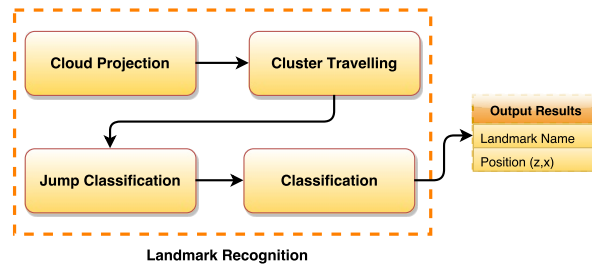 Cloud Projection
Cluster Travelling
Jump Classification
Classification
Output Results
Landmark Name
Position (z,x)
Landmark Recognition